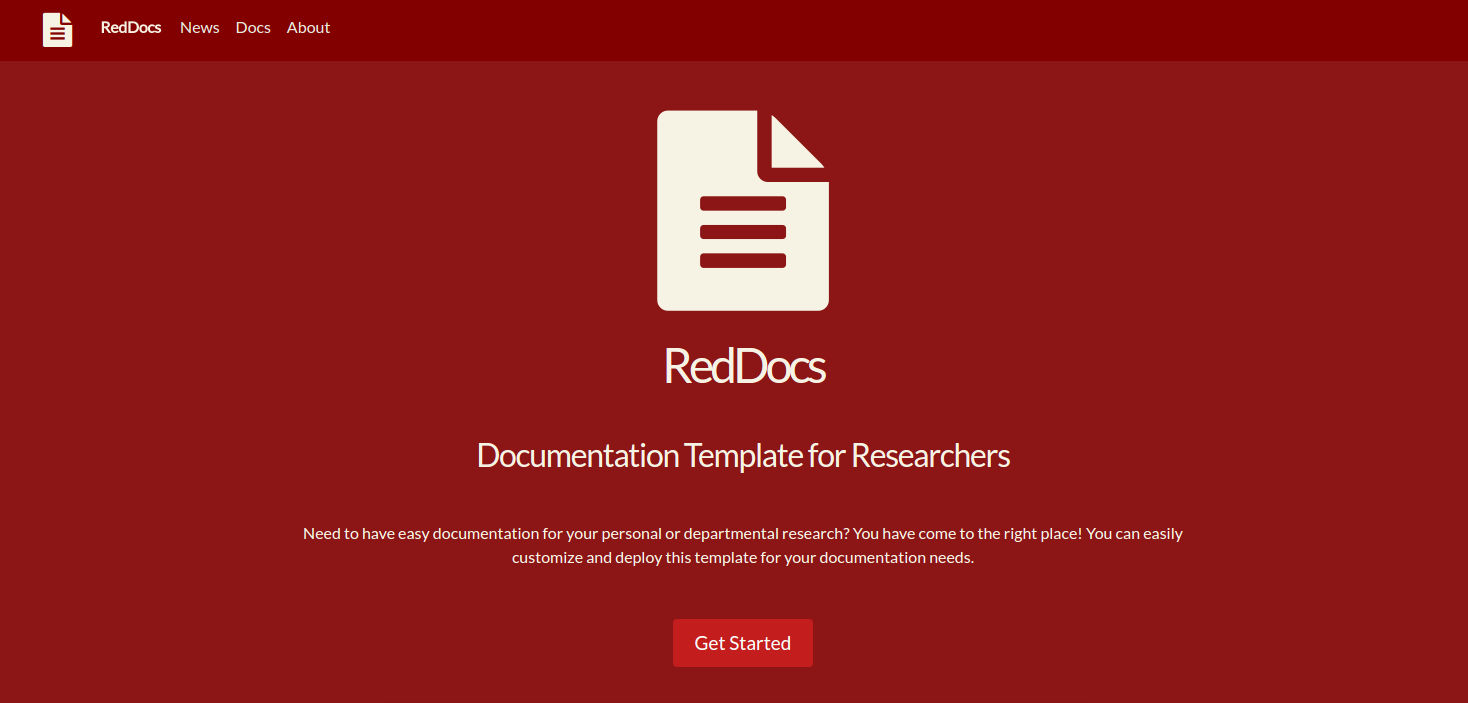 RedDocs News Docs About
RedDocs
Documentation Template for Researchers
Need to have easy documentation for your personal or departmental research? You have come to the right place! You can easily
customize and deploy this template for your documentation needs.
Get Started